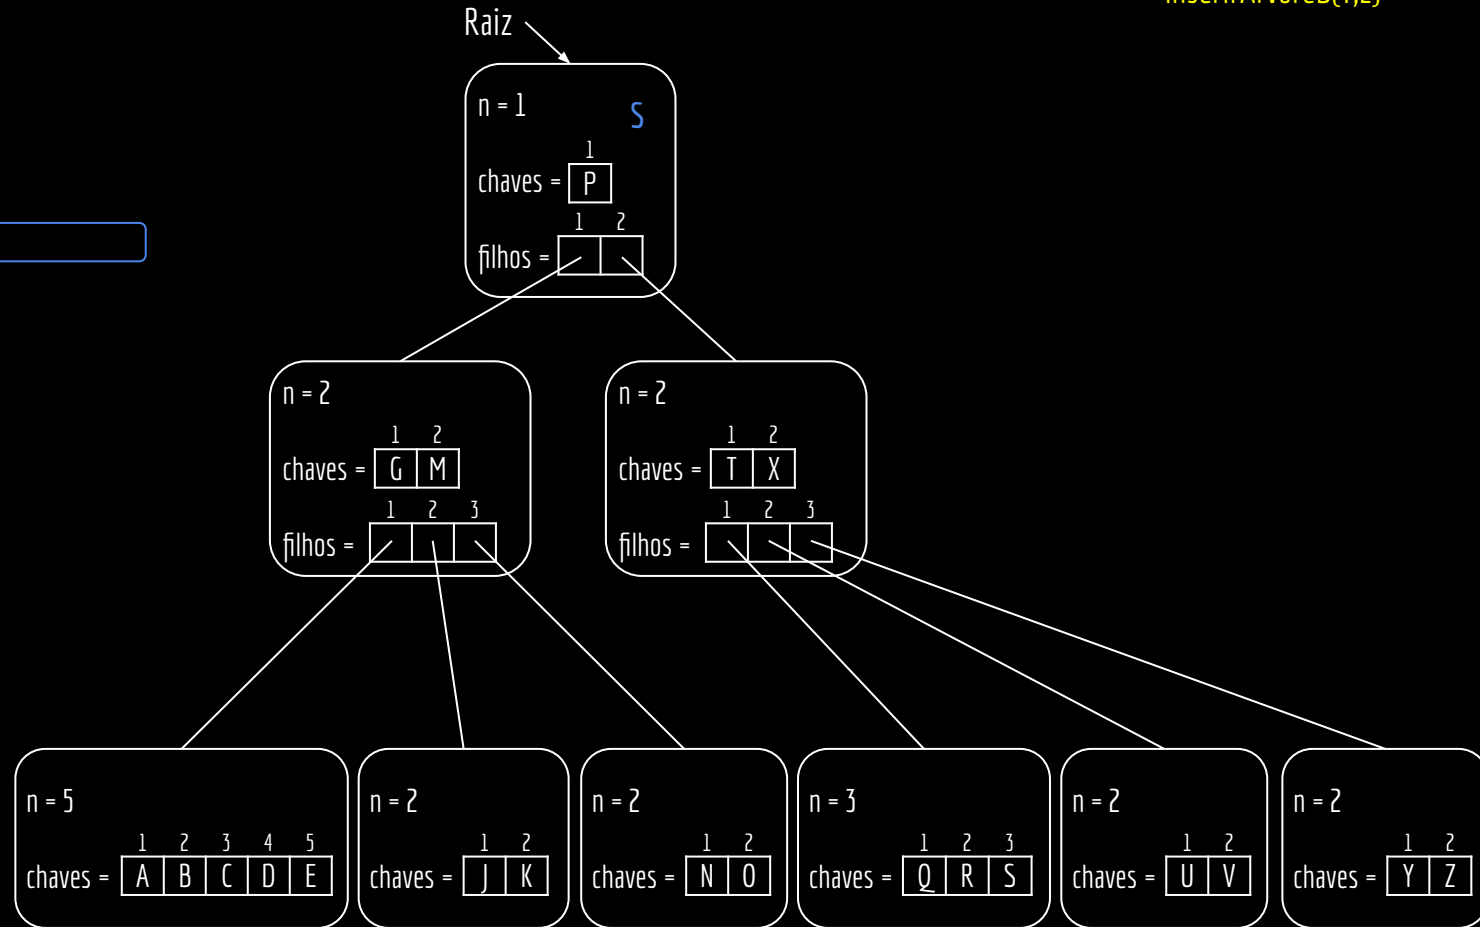 Raiz
n = 1
S
1
chaves = P
1 2
filhos =
n = 2
1 2
chaves = G M
1 2 3
filhos =
n = 2
1 2
chaves = T X
1 2 3
filhos =
n = 5
1 2 3 4 5
chaves = A B C D E
n = 2
1 2
chaves = J K
n = 2
1 2
chaves = N O
n = 3
1 2 3
chaves = Q R S
n = 2
1 2
chaves = U V
n = 2
1 2
chaves = Y Z